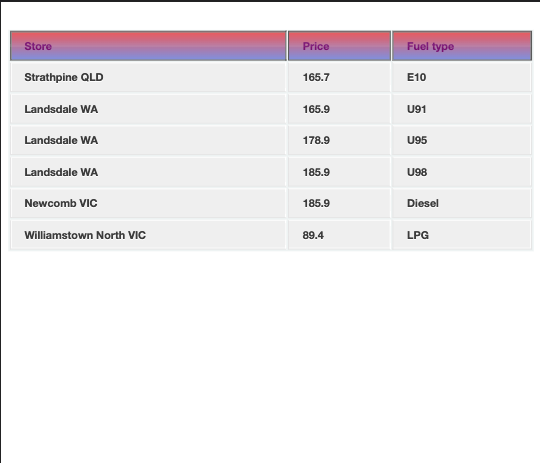 Store Price Fuel type
Strathpine QLD 165.7 E10
Landsdale WA 165.9 U91
Landsdale WA 178.9 U95
Landsdale WA 185.9 U98
Newcomb VIC 185.9 Diesel
Williamstown North VIC 89.4 LPG